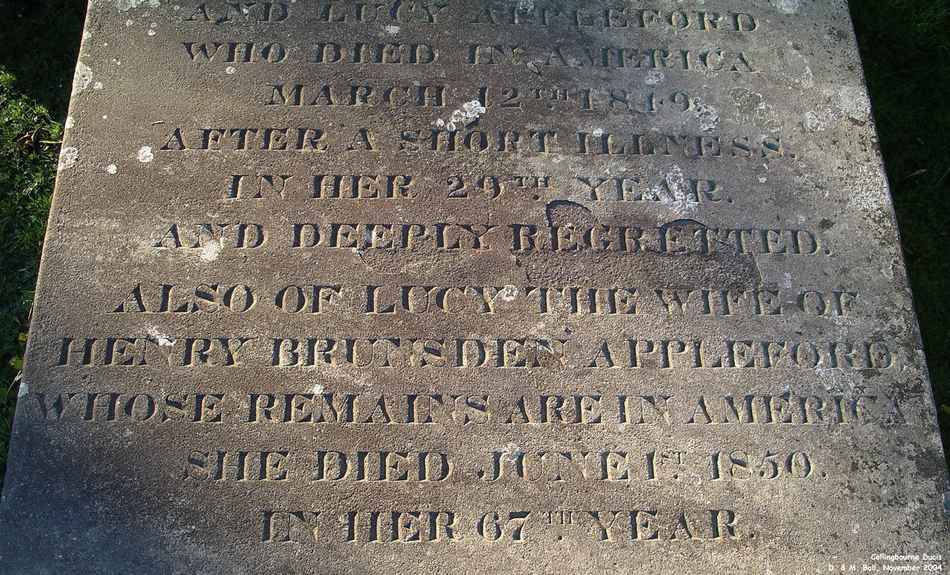 AND LUCY APPLEFORD
WHO DIED IN AMERICA
MARCH 12TH 1849.
AFTER A SHORT ILLNESS.
IN HER 29TH YEAR.
AND DEEPLY REGRETTED.
ALSO OF LUCY THE WIFE OF
HENRY BRUNSDEN APPLEFORD,
WHOSE REMAINS ARE IN AMERICA
SHE DIED JUNE 1ST 1850.
IN HER 67TH YEAR.
Collingbourne Ducis
D. & M. Ball, November 2004